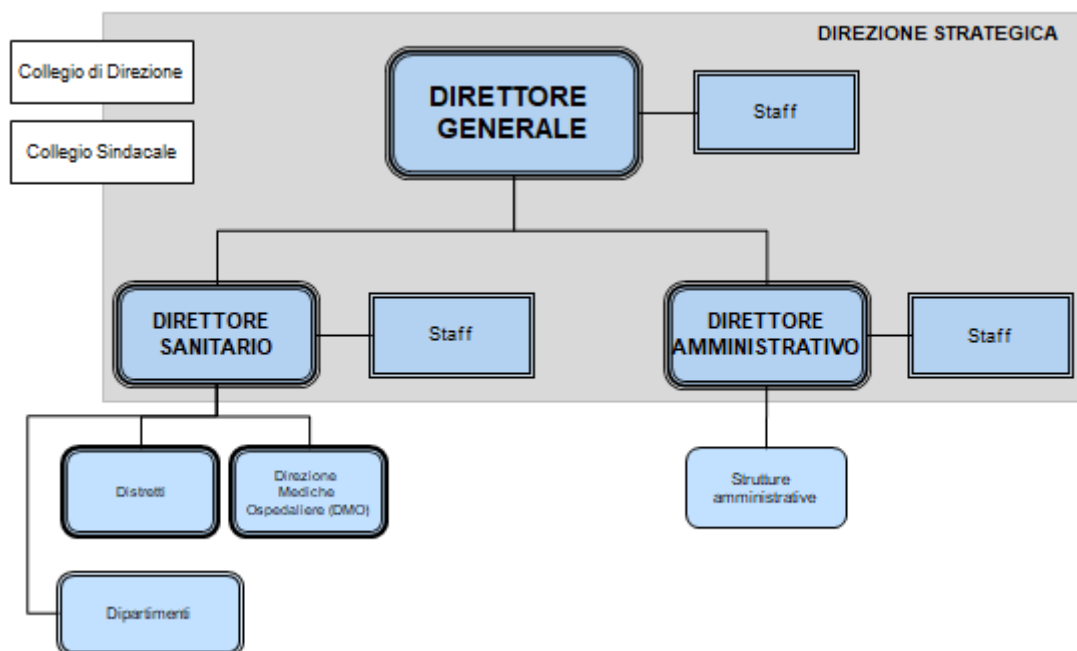 DIREZIONE STRATEGICA
Collegio di Direzione
Collegio Sindacale
DIRETTORE
GENERALE
Staff
DIRETTORE
SANITARIO
Staff
DIRETTORE
AMMINISTRATIVO
Staff
Distretti
Direzione
Mediche
Ospedaliere (DMO)
Strutture
amministrative
Dipartimenti